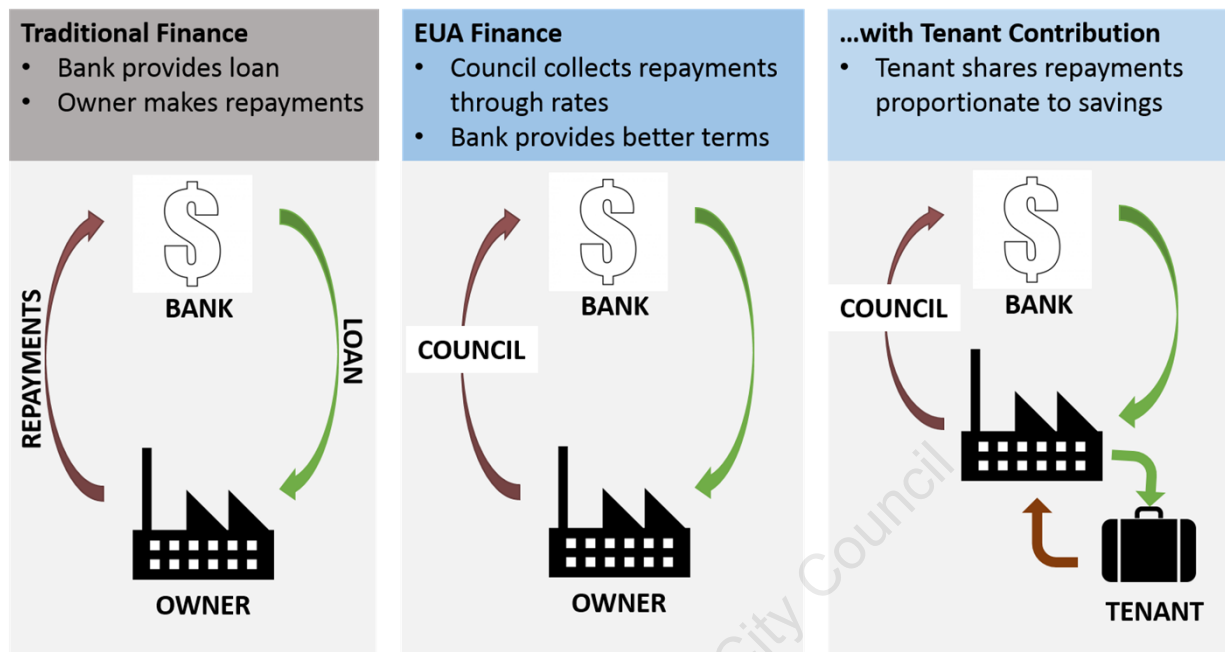 Traditional Finance
• Bank provides loan
• Owner makes repayments
$
BANK
REPAYMENTS
LOAN
OWNER
EUA Finance
• Council collects repayments
through rates
• Bank provides better terms
$
BANK
COUNCIL
OWNER
...with Tenant Contribution
• Tenant shares repayments
proportionate to savings
$
BANK
COUNCIL
TENANT
City Council